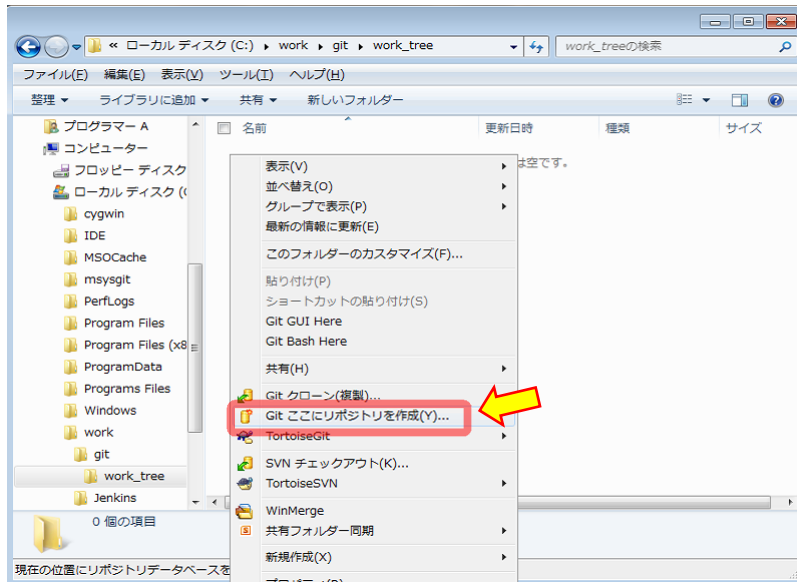 « ローカル ディスク (C:) ▸ work ▸ git ▸ work_tree
work_treeの検索
ファイル(F) 編集(E) 表示(V) ツール(T) ヘルプ(H)
整理 ▼ ライブラリに追加 ▼ 共有 ▼ 新しいフォルダー
プログラマー A
コンピューター
フロッピー ディスク
ローカル ディスク (
cygwin
IDE
MSOCache
msysgit
PerfLogs
Program Files
Program Files (x8
ProgramData
Programs Files
Windows
work
git
work_tree
Jenkins
名前 更新日時 種類 サイズ
は空です。
表示(V)
並べ替え(O)
グループで表示(P)
最新の情報に更新(E)
このフォルダーのカスタマイズ(F)...
貼り付け(P)
ショートカットの貼り付け(S)
Git GUI Here
Git Bash Here
共有(H)
Git クローン(複製)...
Git ここにリポジトリを作成(Y)...
TortoiseGit
SVN チェックアウト(K)...
TortoiseSVN
WinMerge
共有フォルダー同期
新規作成(X)
プロパティ(R)
0 個の項目
現在の位置にリポジトリデータベースを